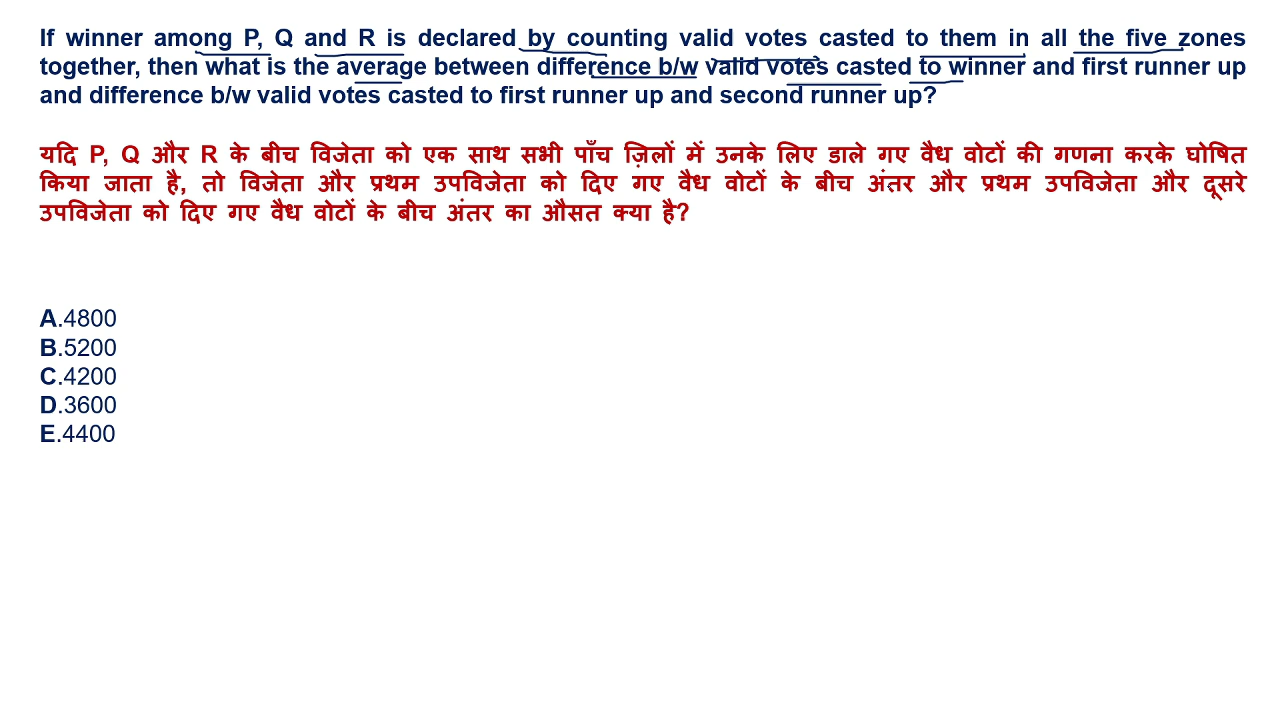 If winner among P, Q and R is declared by counting valid votes casted to them in all the five zones
together, then what is the average between difference b/w valid votes casted to winner and first runner up
and difference b/w valid votes casted to first runner up and second runner up?
यदि P, Q और R के बीच विजेता को एक साथ सभी पाँच ज़िलों में उनके लिए डाले गए वैध वोटों की गणना करके घोषित
किया जाता है, तो विजेता और प्रथम उपविजेता को दिए गए वैध वोटों के बीच अंतर और प्रथम उपविजेता और दूसरे
उपविजेता को दिए गए वैध वोटों के बीच अंतर का औसत क्या है?
A.4800
B.5200
C.4200
D.3600
E.4400